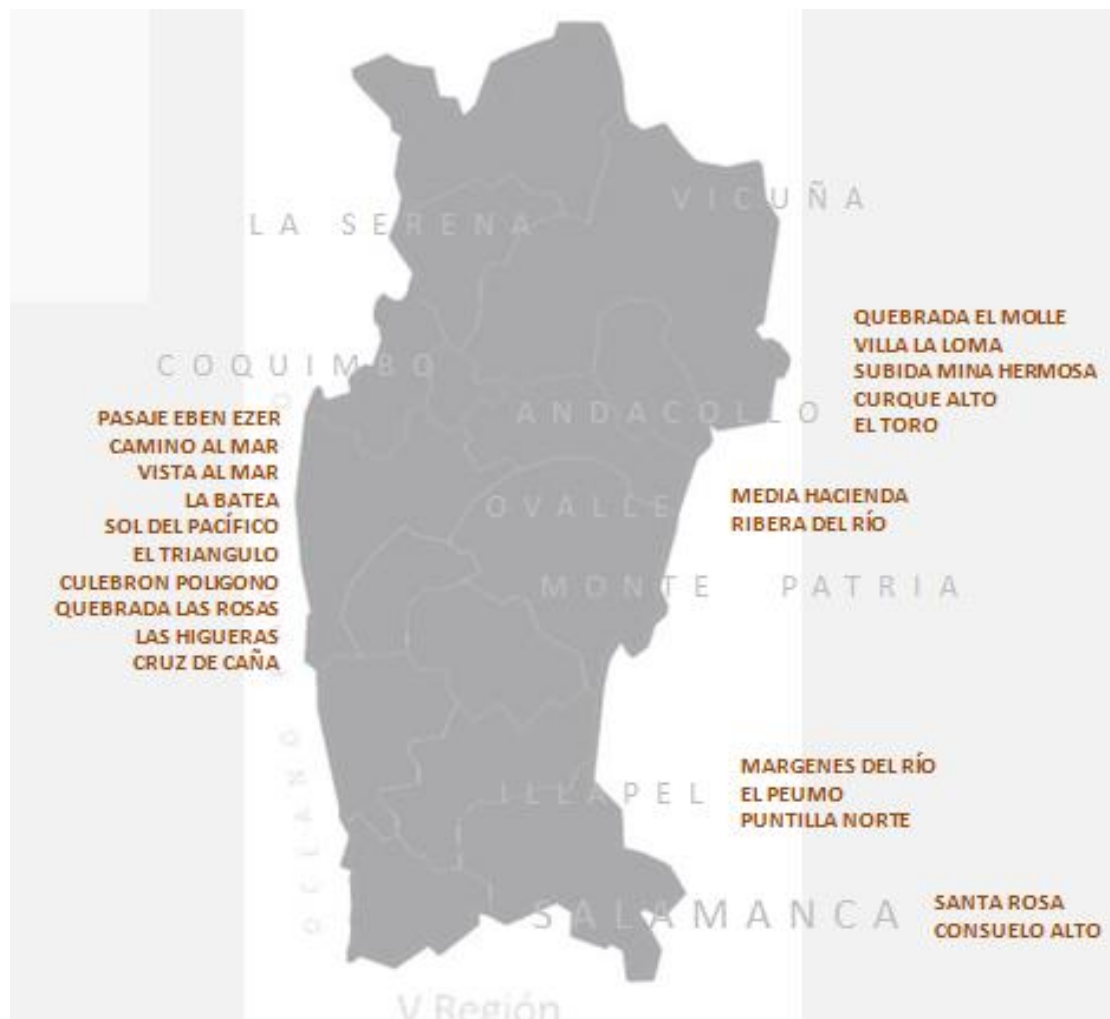 VICUÑA
LA SERENA
QUEBRADA EL MOLLE
VILLA LA LOMA
SUBIDA MINA HERMOSA
CURQUE ALTO
EL TORO
COQUIMBO
ANDACOLLO
PASAJE EBEN EZER
CAMINO AL MAR
VISTA AL MAR
LA BATEA
SOL DEL PACÍFICO
EL TRIANGULO
CULEBRON POLIGONO
QUEBRADA LAS ROSAS
LAS HIGUERAS
CRUZ DE CAÑA
OVALLE
MEDIA HACIENDA
RIBERA DEL RÍO
MONTE PATRIA
OCEANO
ILLAPEL
MARGENES DEL RÍO
EL PEUMO
PUNTILLA NORTE
SALAMANCA
SANTA ROSA
CONSUELO ALTO
V Región